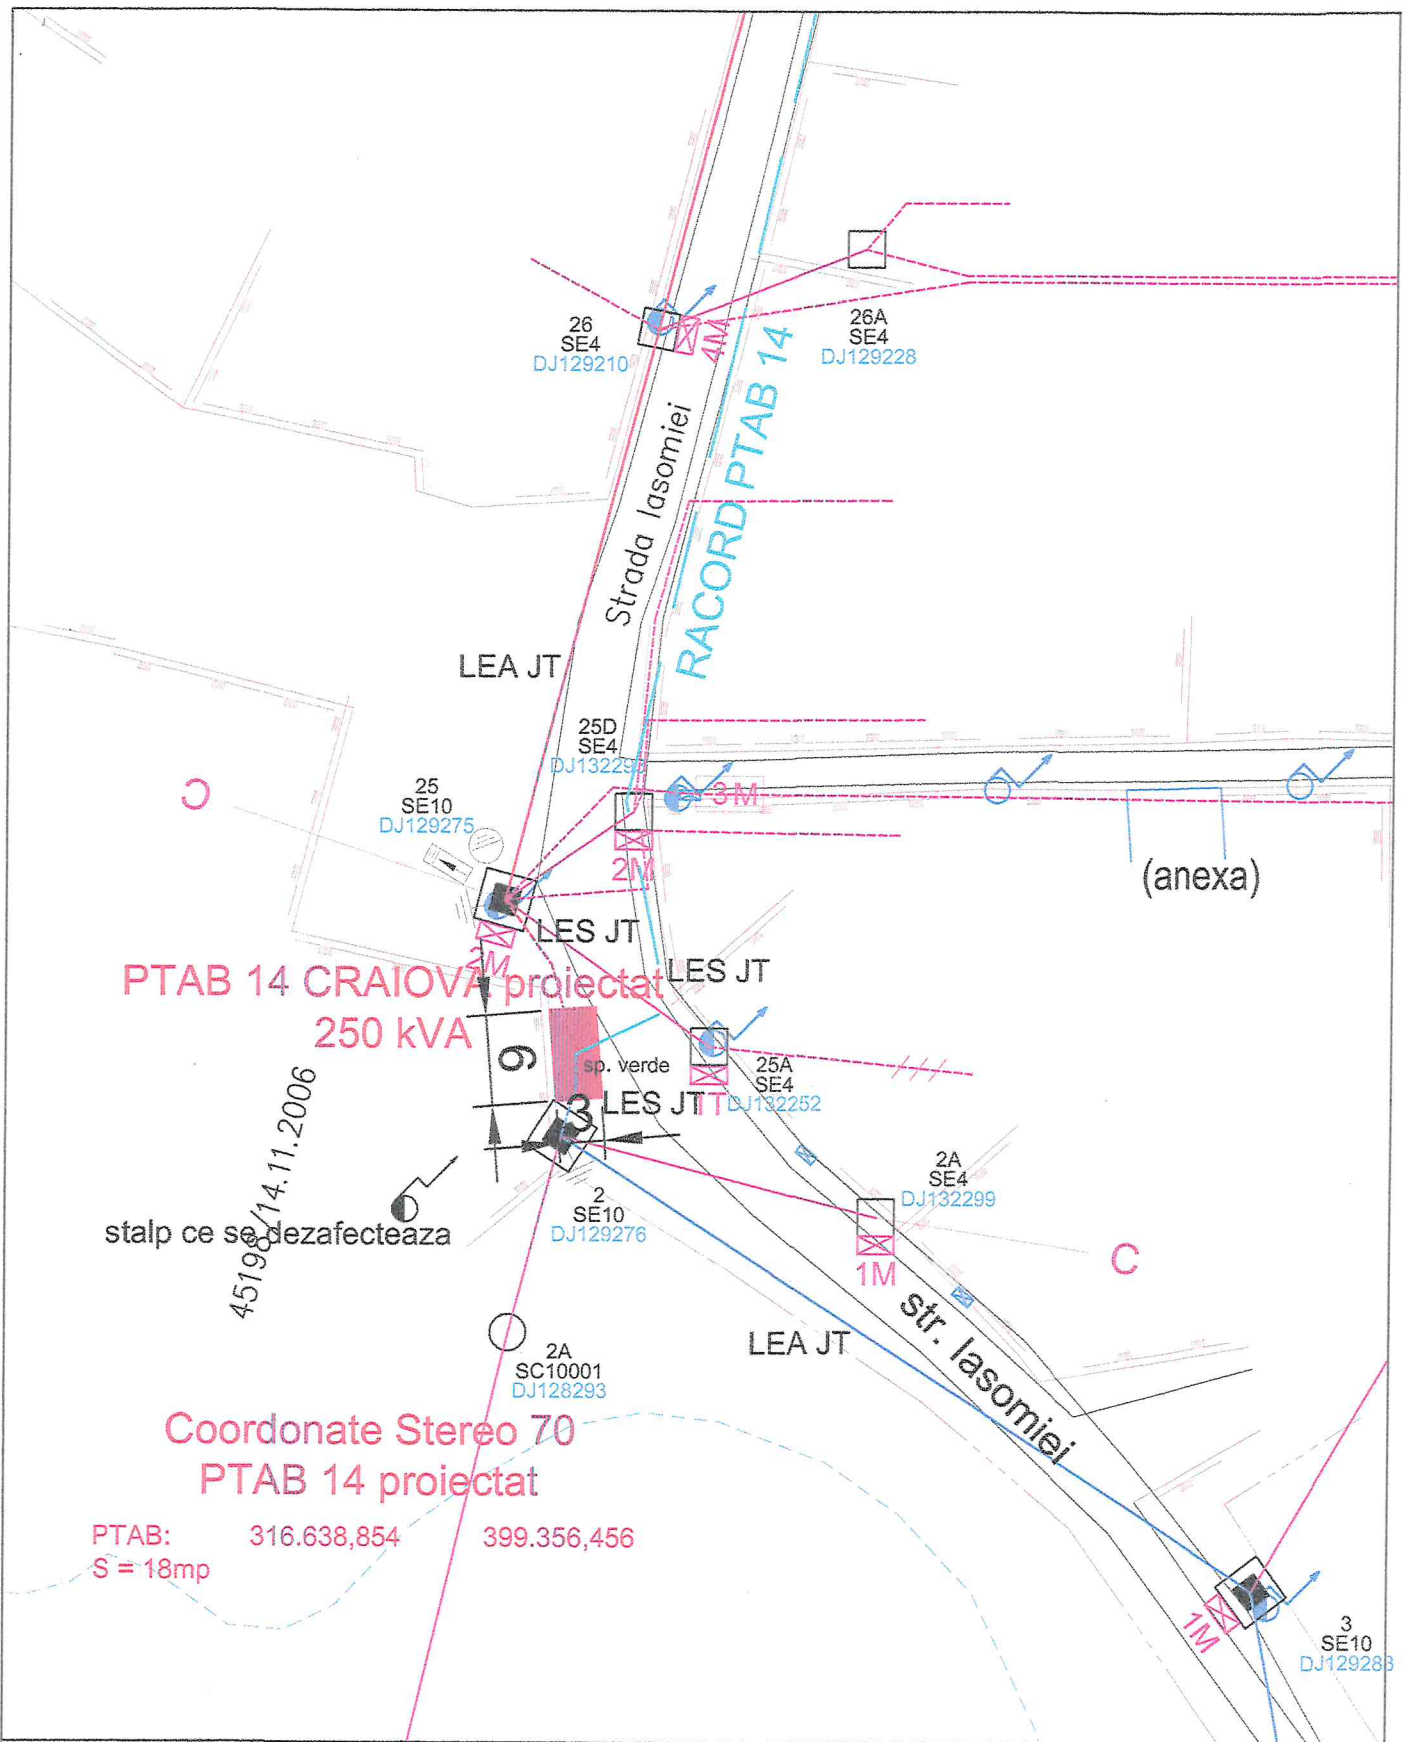 26A
SE4
DJ129228
26
SE4
DJ129210
4M
Strada Iasomiei
RACORD PTAB 14
LEA JT
25D
SE4
3M
25
SE10
DJ129275
C
2M
(anexa)
LES JT
2M
PTAB 14 CRAIOVA proiectat
250 kVA
LES JT
6
sp. verde
25A
SE4
DJ132252
3
LES JT
1T
45198/14.11.2006
2A
SE4
DJ132299
2
SE10
DJ129276
stalp ce se dezafecteaza
1M
C
str. Iasomiei
LEA JT
2A
SC10001
DJ128293
Coordonate Stereo 70
PTAB 14 proiectat
PTAB: 316.638,854 399.356,456
S = 18mp
1M
3
SE10
DJ129283